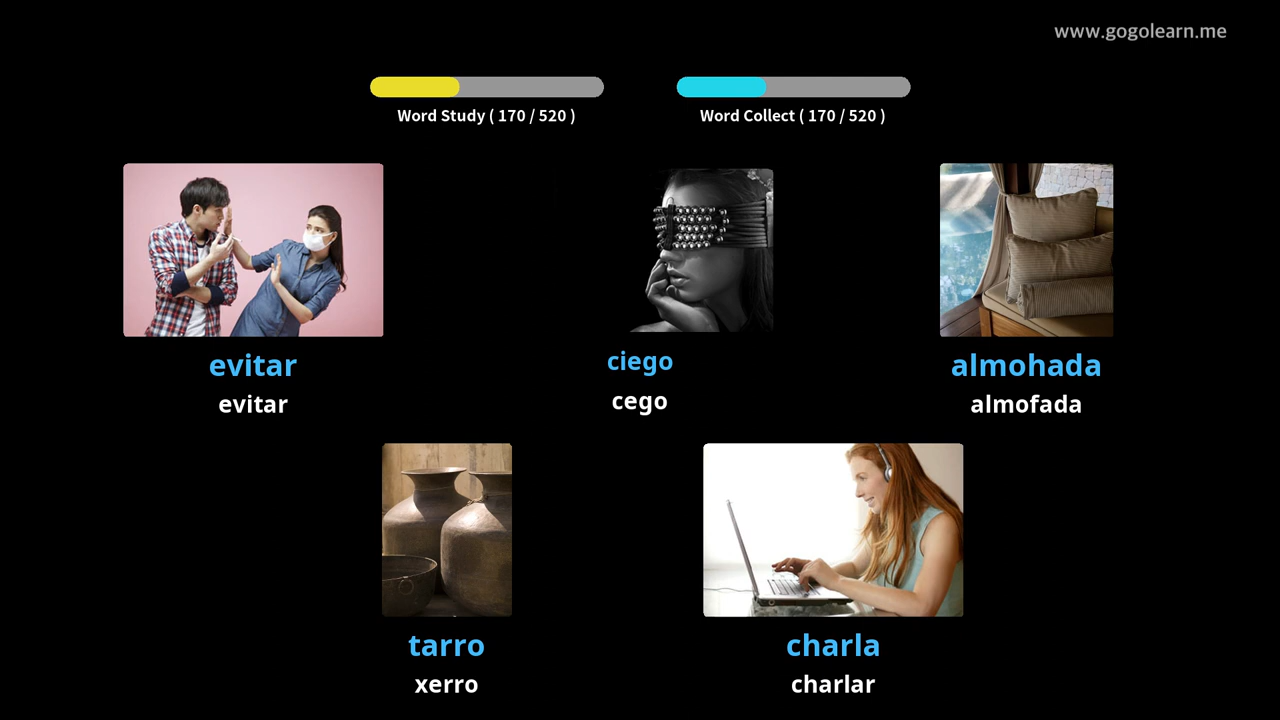 www.gogolearn.me
Word Study ( 170 / 520 )
Word Collect ( 170 / 520 )
evitar
evitar
ciego
cego
almohada
almofada
tarro
xerro
charla
charlar